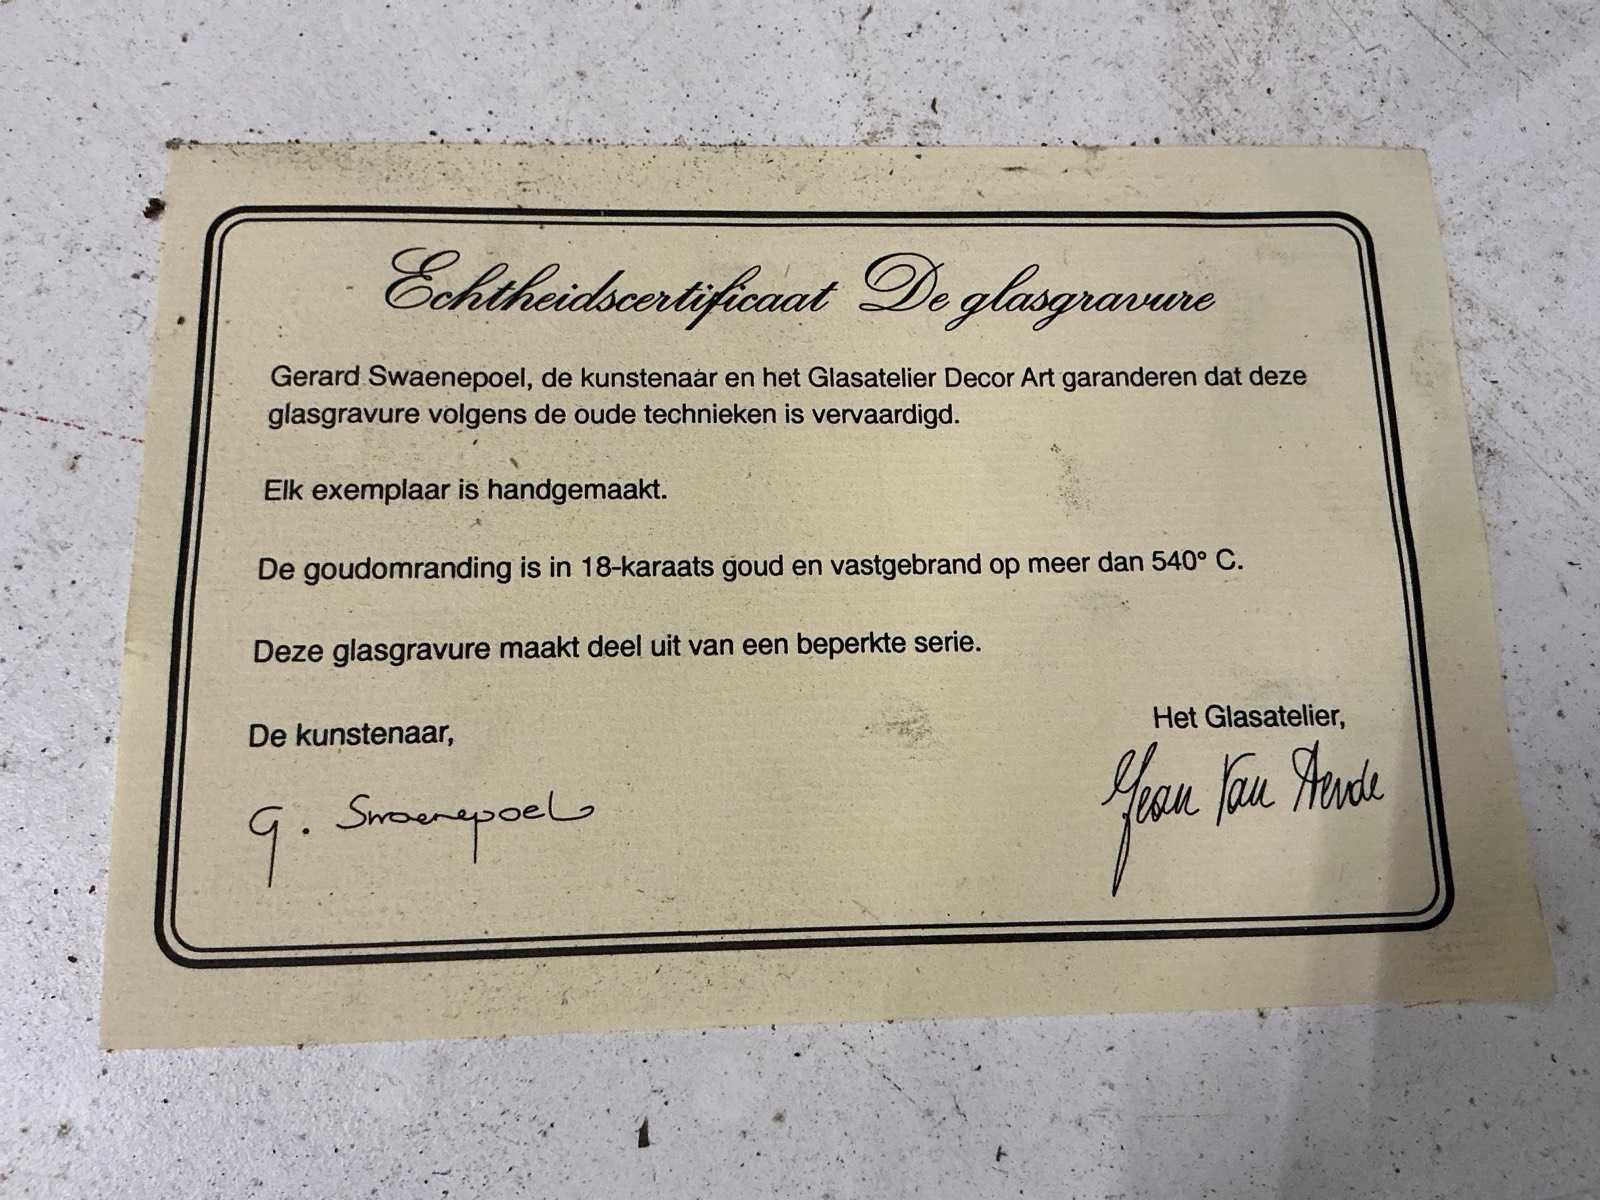 Echtheidscertificaat De glasgravure
Gerard Swaenepoel, de kunstenaar en het Glasatelier Decor Art garanderen dat deze
glasgravure volgens de oude technieken is vervaardigd.
Elk exemplaar is handgemaakt.
De goudomranding is in 18-karaats goud en vastgebrand op meer dan 540° C.
Deze glasgravure maakt deel uit van een beperkte serie.
De kunstenaar,
Het Glasatelier,
G. Swaenepoel
Jean Van